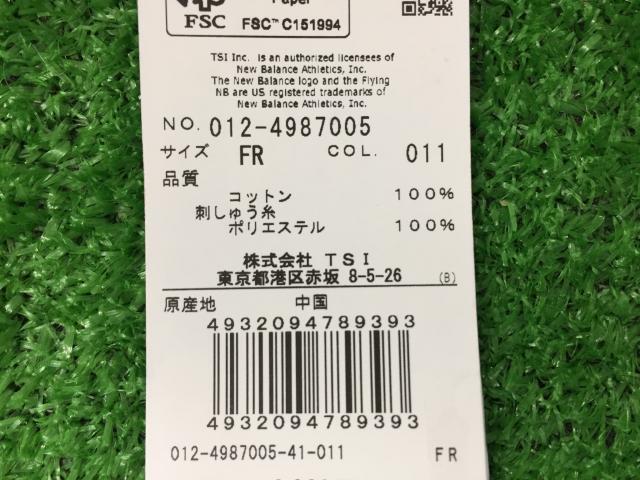 Paper
FSC
FSC™ C151994
TSI Inc. is an authorized licensees of
New Balance Athletics, Inc.
The New Balance logo and the Flying
NB are US registered trademarks of
New Balance Athletics, Inc.
NO. 012-4987005
サイズ FR COL. 011
品質
コットン 100%
刺しゅう糸
ポリエステル 100%
株式会社 TSI
東京都港区赤坂 8-5-26 (B)
原産地 中国
4932094789393
4932094789393
012-4987005-41-011 FR